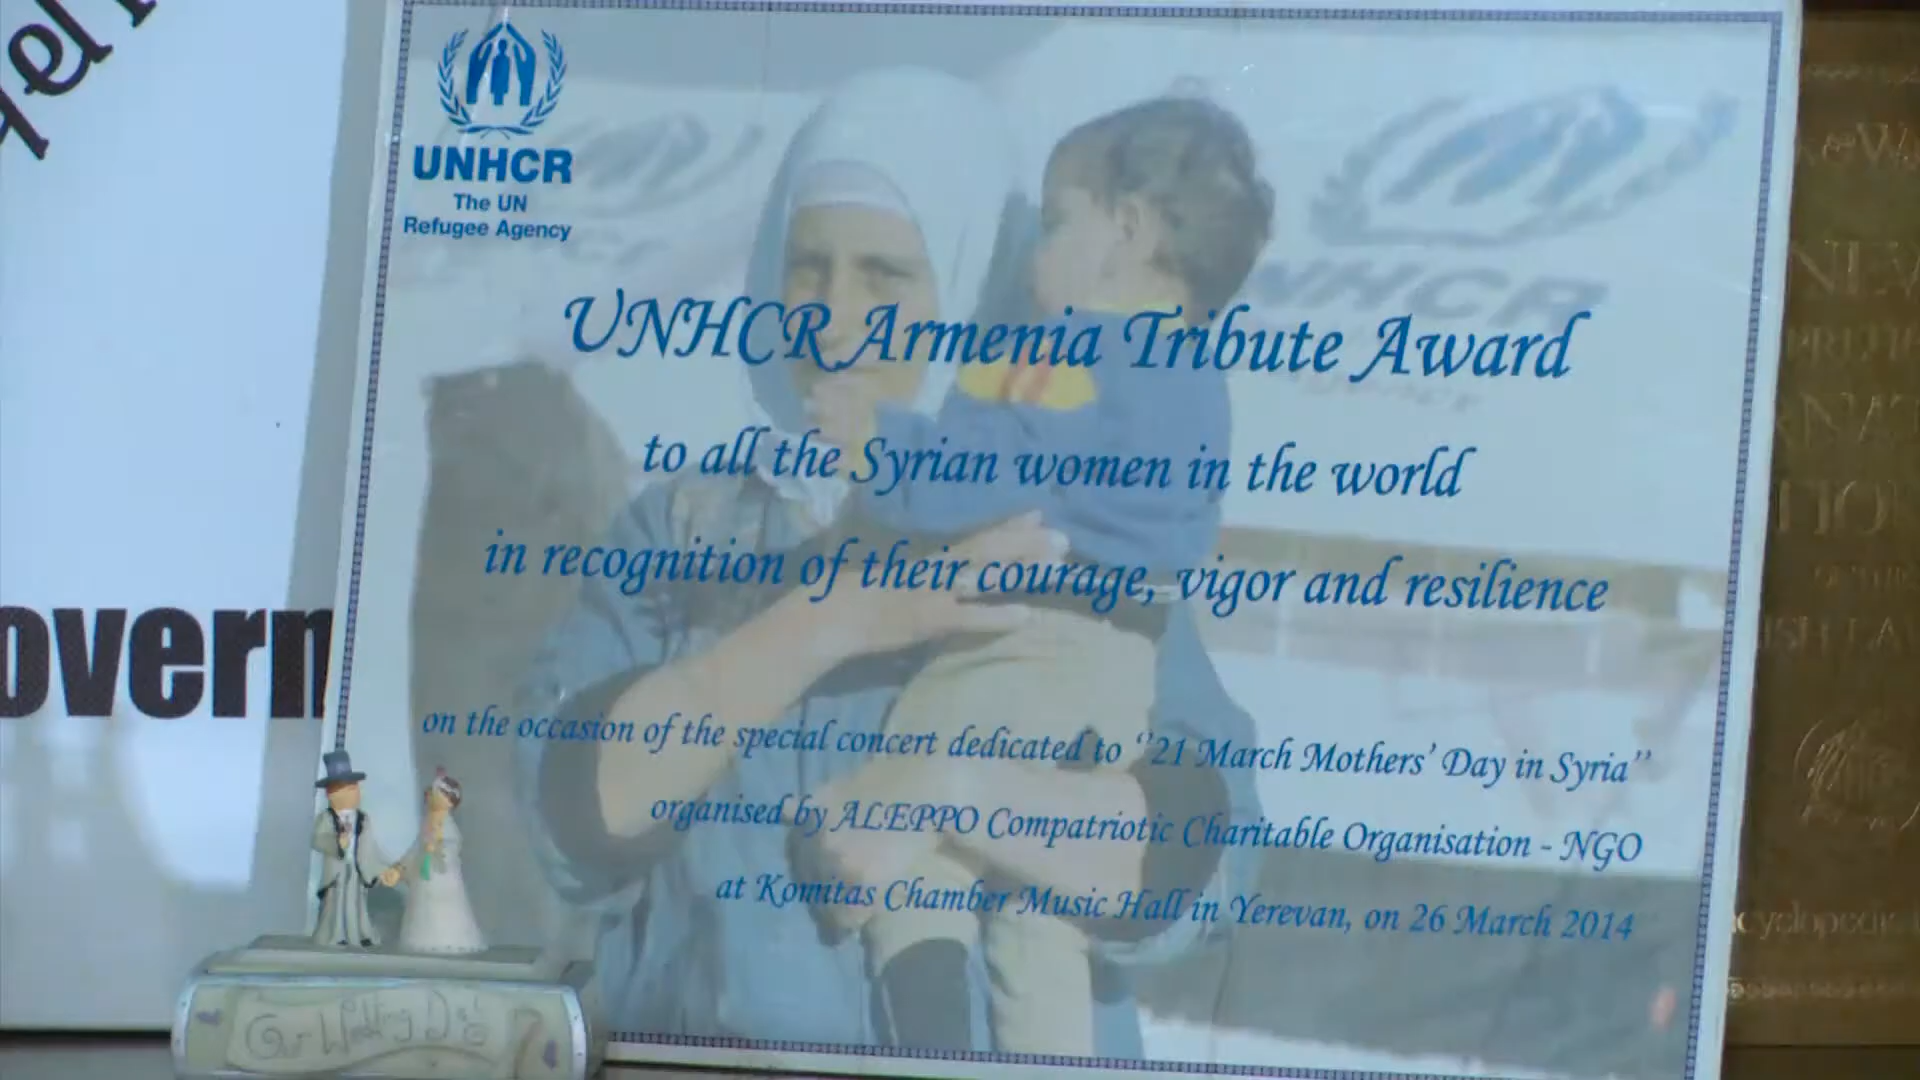 UNHCR
The UN
Refugee Agency
UNHCR Armenia Tribute Award
to all the Syrian women in the world
in recognition of their courage, vigor and resilience
on the occasion of the special concert dedicated to ‘’21 March Mothers’ Day in Syria’’
organised by ALEPPO Compatriotic Charitable Organisation - NGO
at Komitas Chamber Music Hall in Yerevan, on 26 March 2014
overn
Our Wedding Day